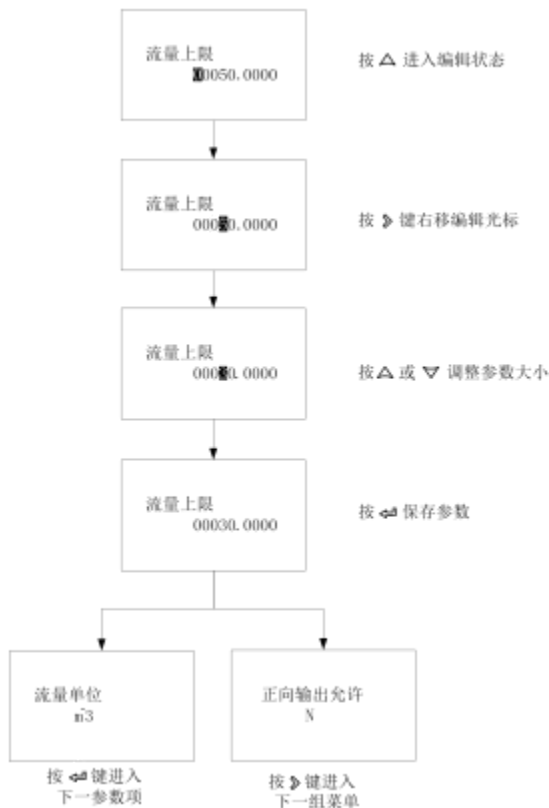 流量上限
00050.0000
按 △ 进入编辑状态
流量上限
00050.0000
按 》 键右移编辑光标
流量上限
000 0.0000
按 △ 或 ▽ 调整参数大小
流量上限
00030.0000
按 ↵ 保存参数
流量单位
m^3
正向输出允许
N
按 ↵ 键进入
下一参数项
按 》 键进入
下一组菜单